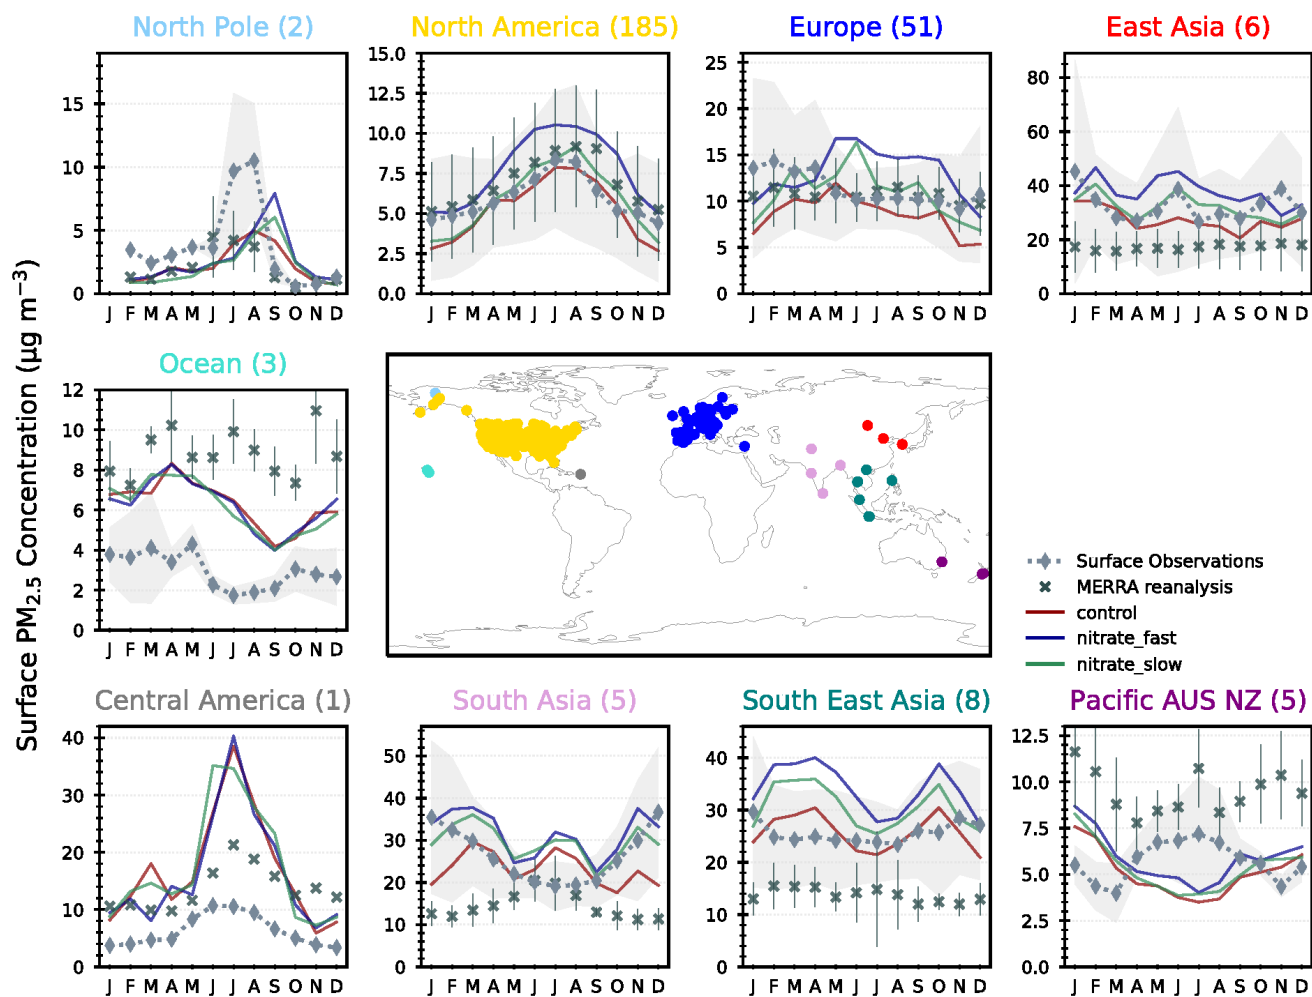 North Pole (2)
North America (185)
Europe (51)
East Asia (6)
15
10
5
0
J F M A M J J A S O N D
15.0
12.5
10.0
7.5
5.0
2.5
0.0
J F M A M J J A S O N D
25
20
15
10
5
0
J F M A M J J A S O N D
80
60
40
20
0
J F M A M J J A S O N D
Surface PM2.5 Concentration (μg m−3)
Ocean (3)
12
10
8
6
4
2
0
J F M A M J J A S O N D
Surface Observations
MERRA reanalysis
control
nitrate_fast
nitrate_slow
Central America (1)
South Asia (5)
South East Asia (8)
Pacific AUS NZ (5)
40
30
20
10
0
J F M A M J J A S O N D
50
40
30
20
10
0
J F M A M J J A S O N D
40
30
20
10
0
J F M A M J J A S O N D
12.5
10.0
7.5
5.0
2.5
0.0
J F M A M J J A S O N D